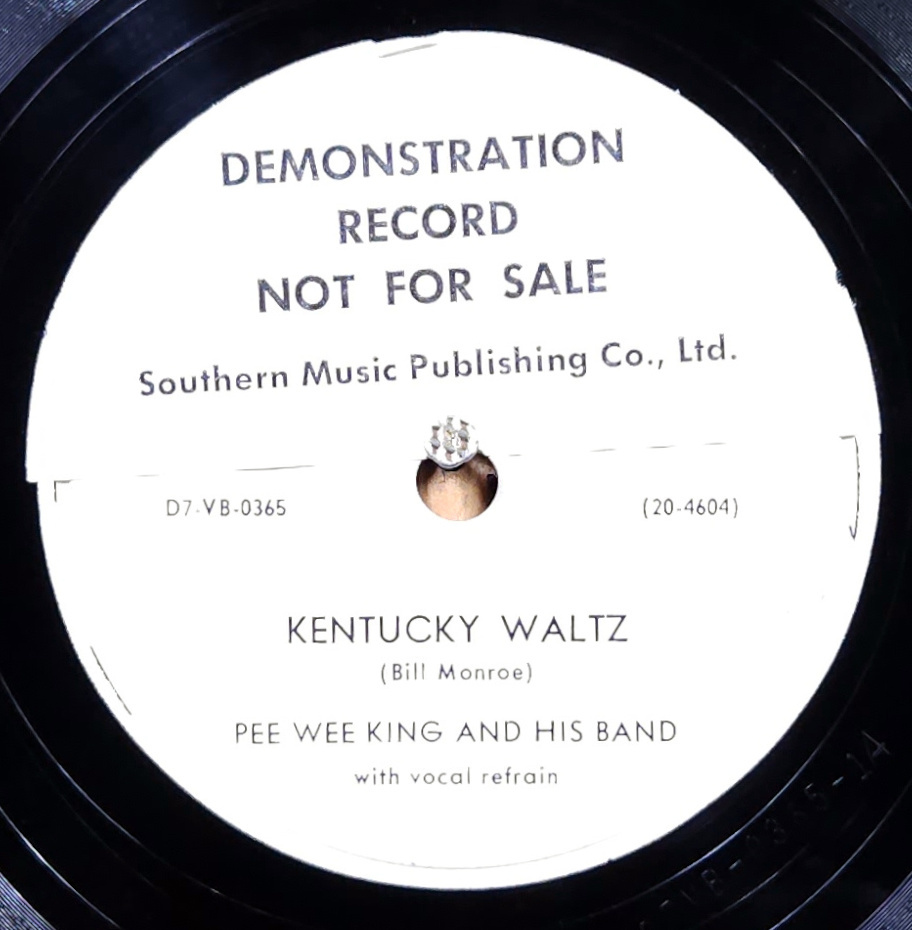 DEMONSTRATION
RECORD
NOT FOR SALE
Southern Music Publishing Co., Ltd.
D7-VB-0365 (20-4604)
KENTUCKY WALTZ
(Bill Monroe)
PEE WEE KING AND HIS BAND
with vocal refrain